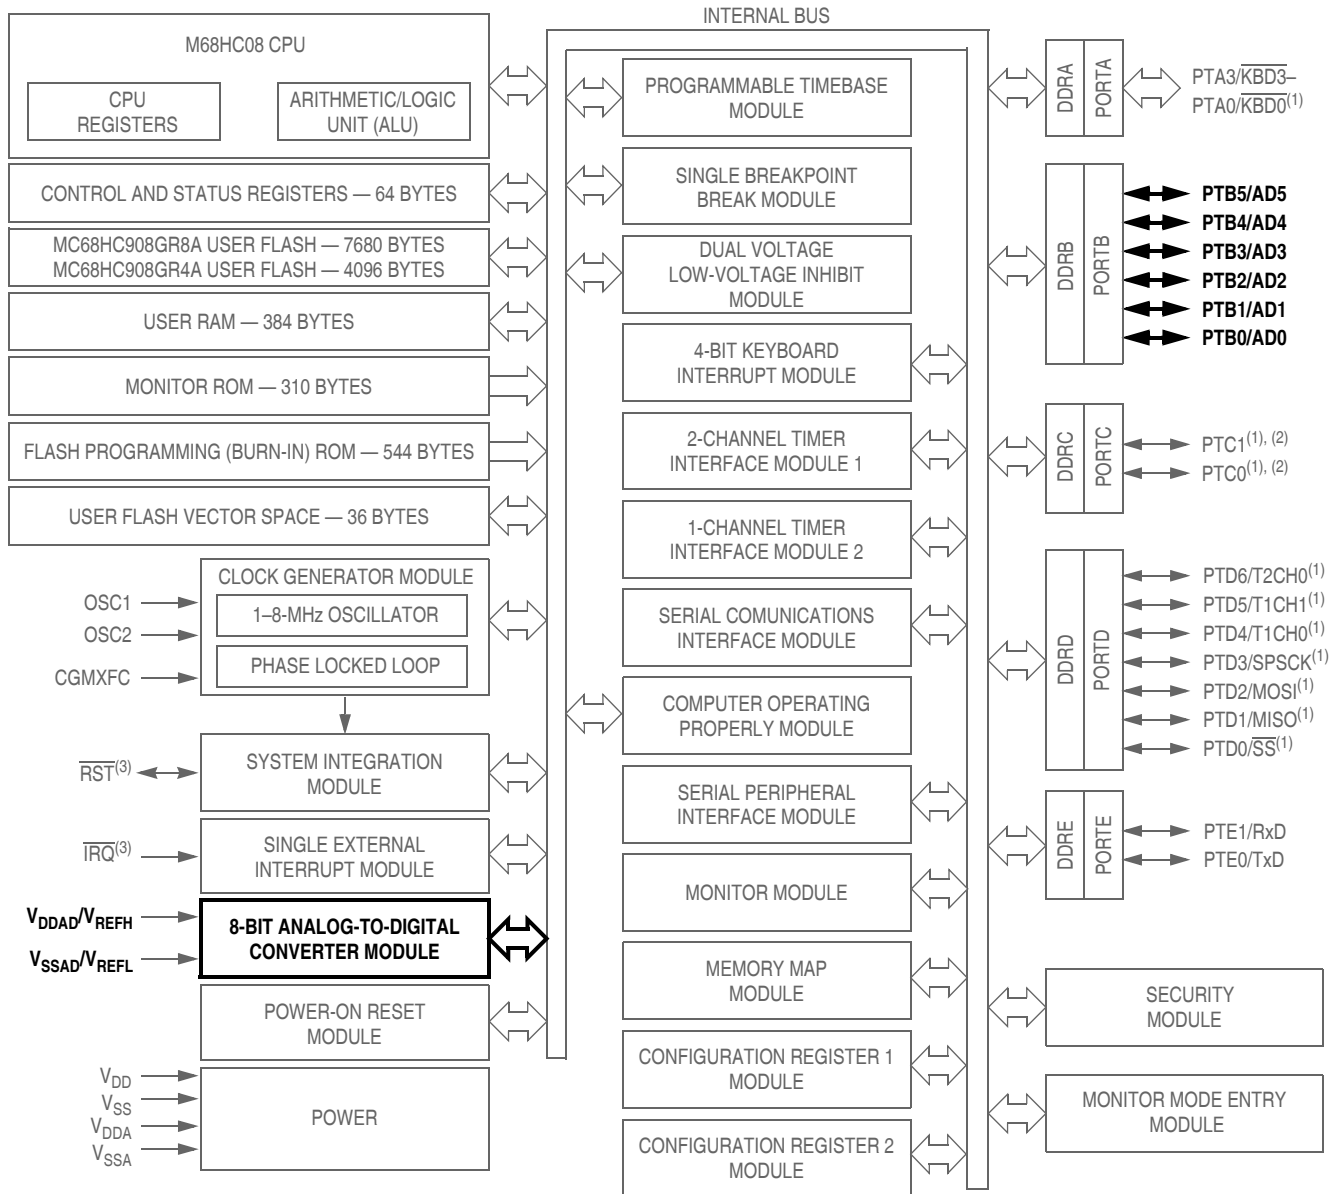 INTERNAL BUS
M68HC08 CPU
CPU
REGISTERS
ARITHMETIC/LOGIC
UNIT (ALU)
CONTROL AND STATUS REGISTERS — 64 BYTES
MC68HC908GR8A USER FLASH — 7680 BYTES
MC68HC908GR4A USER FLASH — 4096 BYTES
USER RAM — 384 BYTES
MONITOR ROM — 310 BYTES
FLASH PROGRAMMING (BURN-IN) ROM — 544 BYTES
USER FLASH VECTOR SPACE — 36 BYTES
CLOCK GENERATOR MODULE
1–8-MHz OSCILLATOR
PHASE LOCKED LOOP
OSC1
OSC2
CGMXFC
SYSTEM INTEGRATION
MODULE
RST(3)
SINGLE EXTERNAL
INTERRUPT MODULE
IRQ(3)
8-BIT ANALOG-TO-DIGITAL
CONVERTER MODULE
VDDAD/VREFH
VSSAD/VREFL
POWER-ON RESET
MODULE
POWER
VDD
VSS
VDDA
VSSA
PROGRAMMABLE TIMEBASE
MODULE
SINGLE BREAKPOINT
BREAK MODULE
DUAL VOLTAGE
LOW-VOLTAGE INHIBIT
MODULE
4-BIT KEYBOARD
INTERRUPT MODULE
2-CHANNEL TIMER
INTERFACE MODULE 1
1-CHANNEL TIMER
INTERFACE MODULE 2
SERIAL COMUNICATIONS
INTERFACE MODULE
COMPUTER OPERATING
PROPERLY MODULE
SERIAL PERIPHERAL
INTERFACE MODULE
MONITOR MODULE
MEMORY MAP
MODULE
CONFIGURATION REGISTER 1
MODULE
CONFIGURATION REGISTER 2
MODULE
DDRA
PORTA
PTA3/KBD3–
PTA0/KBD0(1)
DDRB
PORTB
PTB5/AD5
PTB4/AD4
PTB3/AD3
PTB2/AD2
PTB1/AD1
PTB0/AD0
DDRC
PORTC
PTC1(1), (2)
PTC0(1), (2)
DDRD
PORTD
PTD6/T2CH0(1)
PTD5/T1CH1(1)
PTD4/T1CH0(1)
PTD3/SPSCK(1)
PTD2/MOSI(1)
PTD1/MISO(1)
PTD0/SS(1)
DDRE
PORTE
PTE1/RxD
PTE0/TxD
SECURITY
MODULE
MONITOR MODE ENTRY
MODULE